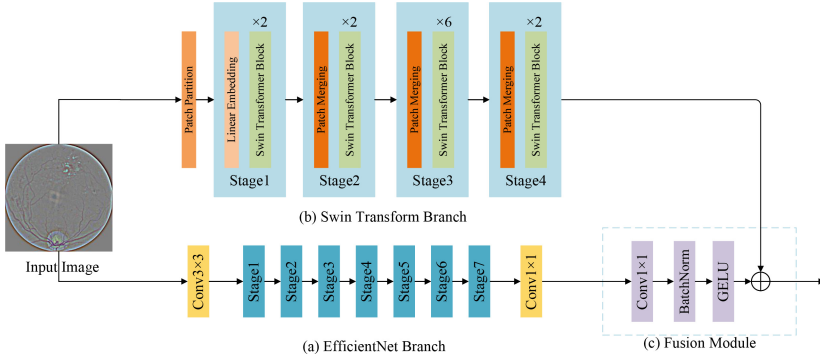 ×2
×2
×6
×2
Patch Partition
Linear Embedding
Swin Transformer Block
Patch Merging
Swin Transformer Block
Patch Merging
Swin Transformer Block
Patch Merging
Swin Transformer Block
Stage1
Stage2
Stage3
Stage4
(b) Swin Transform Branch
Input Image
Conv3×3
Stage1
Stage2
Stage3
Stage4
Stage5
Stage6
Stage7
Conv1×1
Conv1×1
BatchNorm
GELU
(a) EfficientNet Branch
(c) Fusion Module